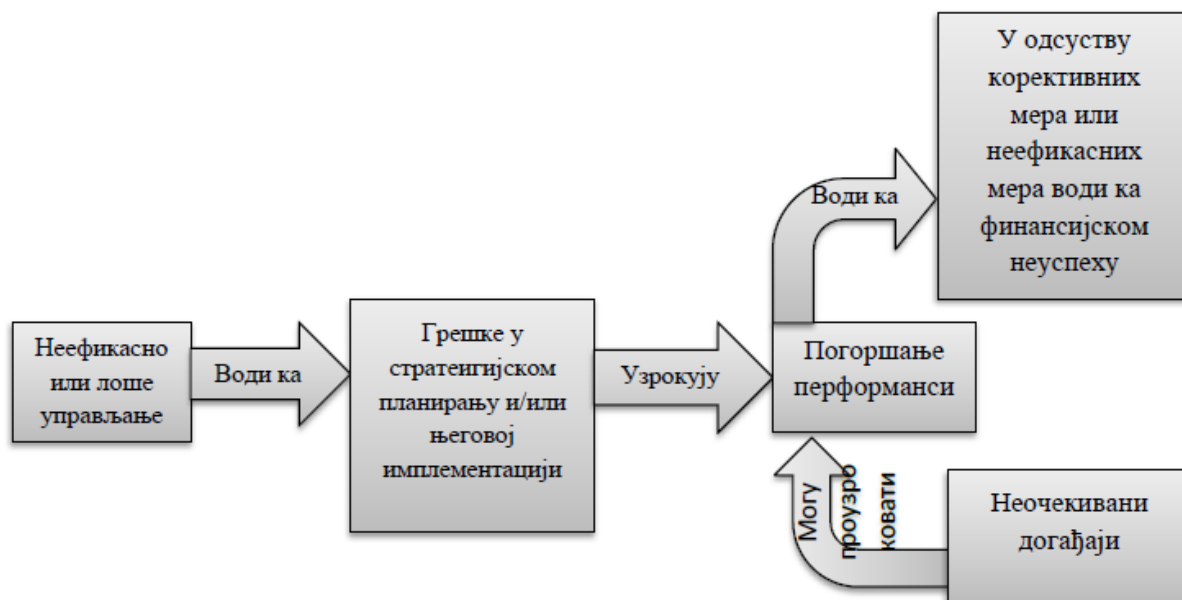 Неефикасно
или лоше
управљање
Води ка
Грешке у
стратеигијском
планирању и/или
његовој
имплементацији
Узрокују
Погоршање
перформанси
Води ка
У одсуству
корективних
мера или
неефикасних
мера води ка
финансијском
неуспеху
Могу
проузро
ковати
Неочекивани
догађаји